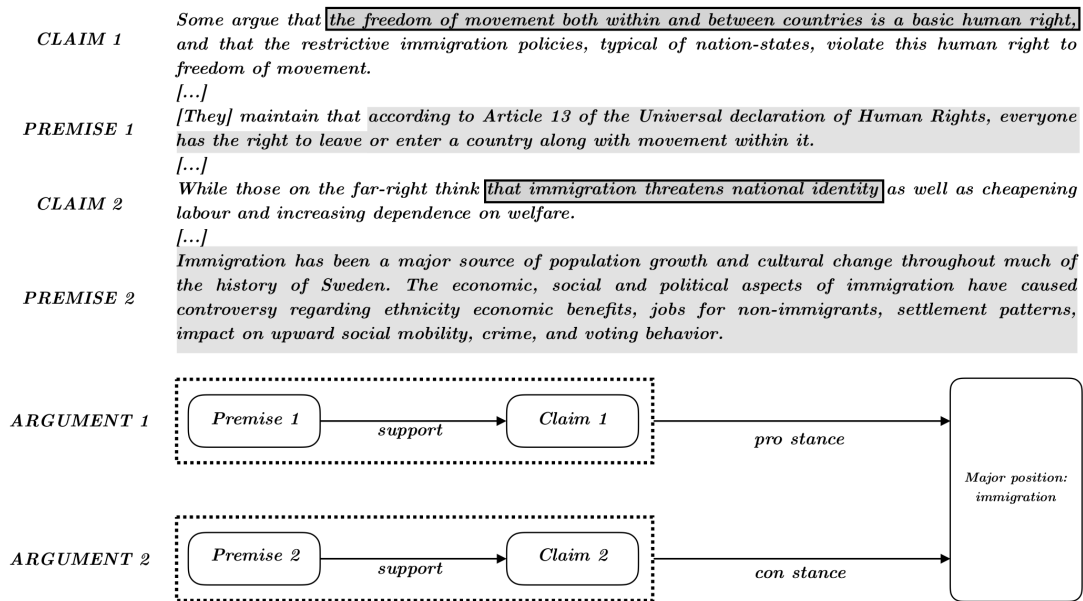 CLAIM 1
Some argue that the freedom of movement both within and between countries is a basic human right,
and that the restrictive immigration policies, typical of nation-states, violate this human right to
freedom of movement.
[...]
PREMISE 1
[They] maintain that according to Article 13 of the Universal declaration of Human Rights, everyone
has the right to leave or enter a country along with movement within it.
[...]
CLAIM 2
While those on the far-right think that immigration threatens national identity as well as cheapening
labour and increasing dependence on welfare.
[...]
PREMISE 2
Immigration has been a major source of population growth and cultural change throughout much of
the history of Sweden. The economic, social and political aspects of immigration have caused
controversy regarding ethnicity economic benefits, jobs for non-immigrants, settlement patterns,
impact on upward social mobility, crime, and voting behavior.
ARGUMENT 1
Premise 1
support
Claim 1
pro stance
Major position:
immigration
ARGUMENT 2
Premise 2
support
Claim 2
con stance